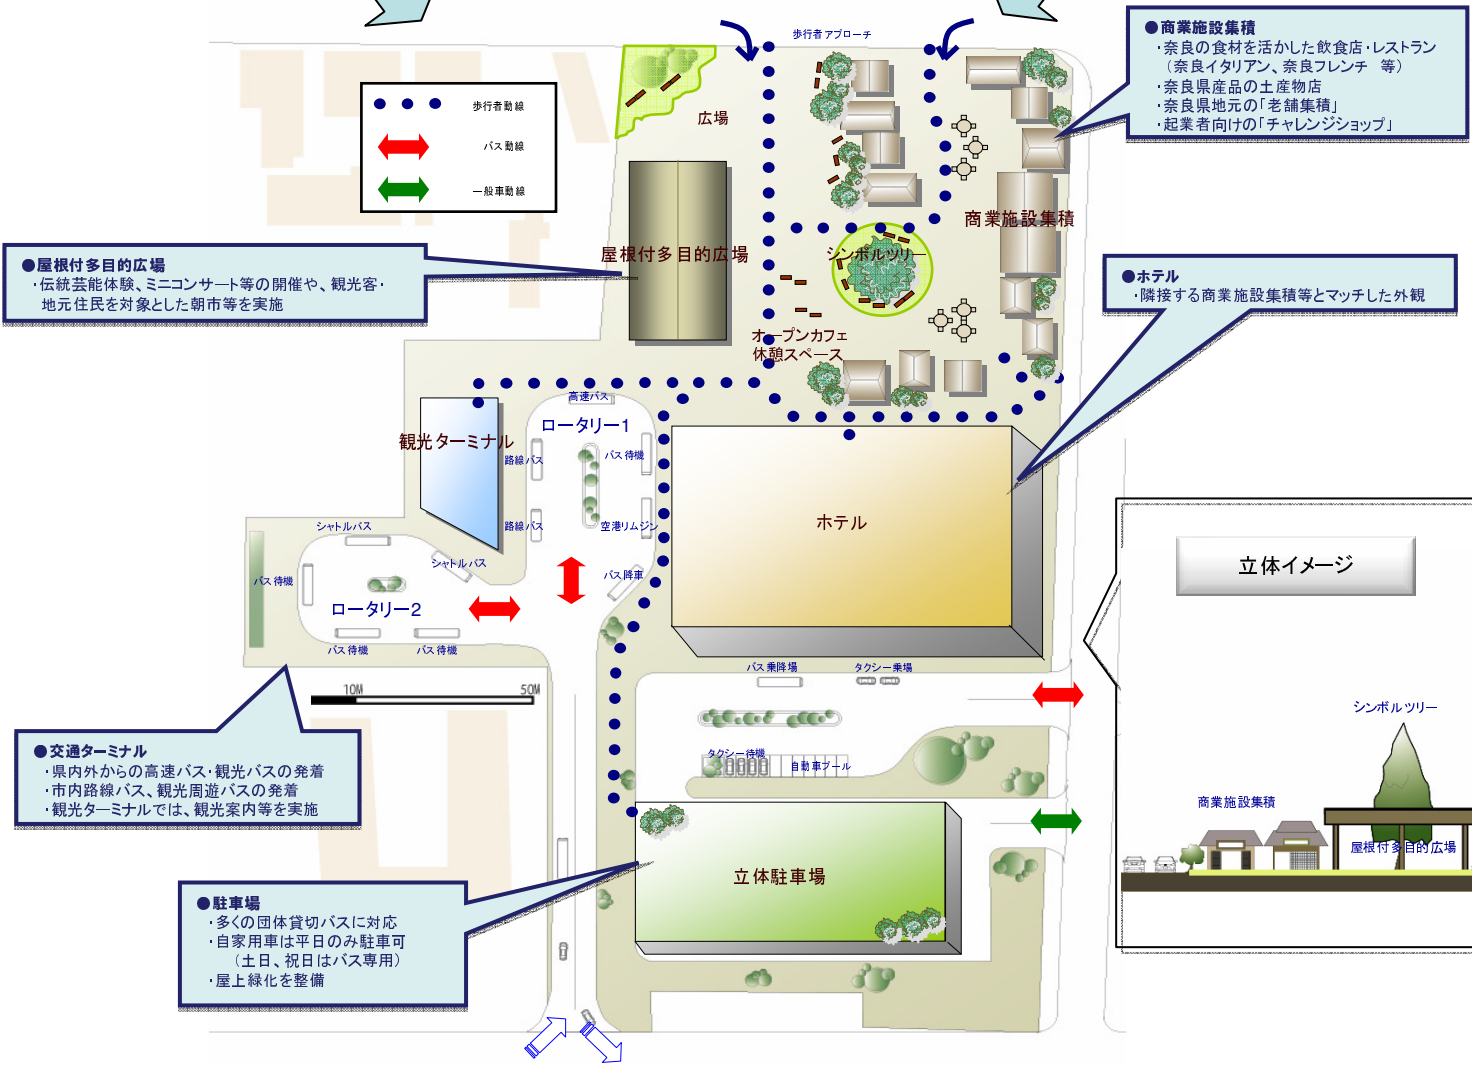 歩行者アプローチ
●商業施設集積
・奈良の食材を活かした飲食店・レストラン
（奈良イタリアン、奈良フレンチ　等）
・奈良県産品の土産物店
・奈良県地元の「老舗集積」
・起業者向けの「チャレンジショップ」
歩行者動線
バス動線
一般車動線
広場
商業施設集積
屋根付多目的広場
シンボルツリー
●屋根付多目的広場
・伝統芸能体験、ミニコンサート等の開催や、観光客・
地元住民を対象とした朝市等を実施
●ホテル
・隣接する商業施設集積等とマッチした外観
オープンカフェ
休憩スペース
高速バス
ロータリー1
観光ターミナル
路線バス
バス待機
路線バス
空港リムジン
シャトルバス
シャトルバス
バス待機
バス降車
ロータリー2
バス待機
バス待機
ホテル
立体イメージ
バス乗降場
タクシー乗場
10M
50M
●交通ターミナル
・県内外からの高速バス・観光バスの発着
・市内路線バス、観光周遊バスの発着
・観光ターミナルでは、観光案内等を実施
タクシー待機
自動車プール
シンボルツリー
商業施設集積
屋根付多目的広場
立体駐車場
●駐車場
・多くの団体貸切バスに対応
・自家用車は平日のみ駐車可
（土日、祝日はバス専用）
・屋上緑化を整備